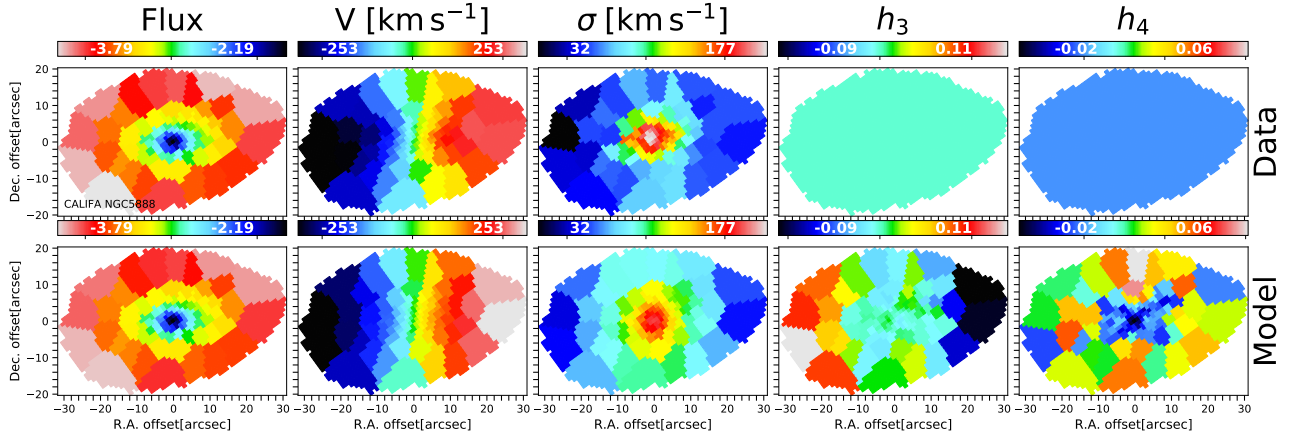 Flux V [km s⁻¹] σ [km s⁻¹] h₃ h₄
-3.79 -2.19 -253 253 32 177 -0.09 0.11 -0.02 0.06
Dec. offset[arcsec]
20
10
0
−10
−20
CALIFA NGC5888
Data
-3.79 -2.19 -253 253 32 177 -0.09 0.11 -0.02 0.06
Dec. offset[arcsec]
20
10
0
−10
−20
Model
−30 −20 −10 0 10 20 30 −30 −20 −10 0 10 20 30 −30 −20 −10 0 10 20 30 −30 −20 −10 0 10 20 30 −30 −20 −10 0 10 20 30
R.A. offset[arcsec] R.A. offset[arcsec] R.A. offset[arcsec] R.A. offset[arcsec] R.A. offset[arcsec]